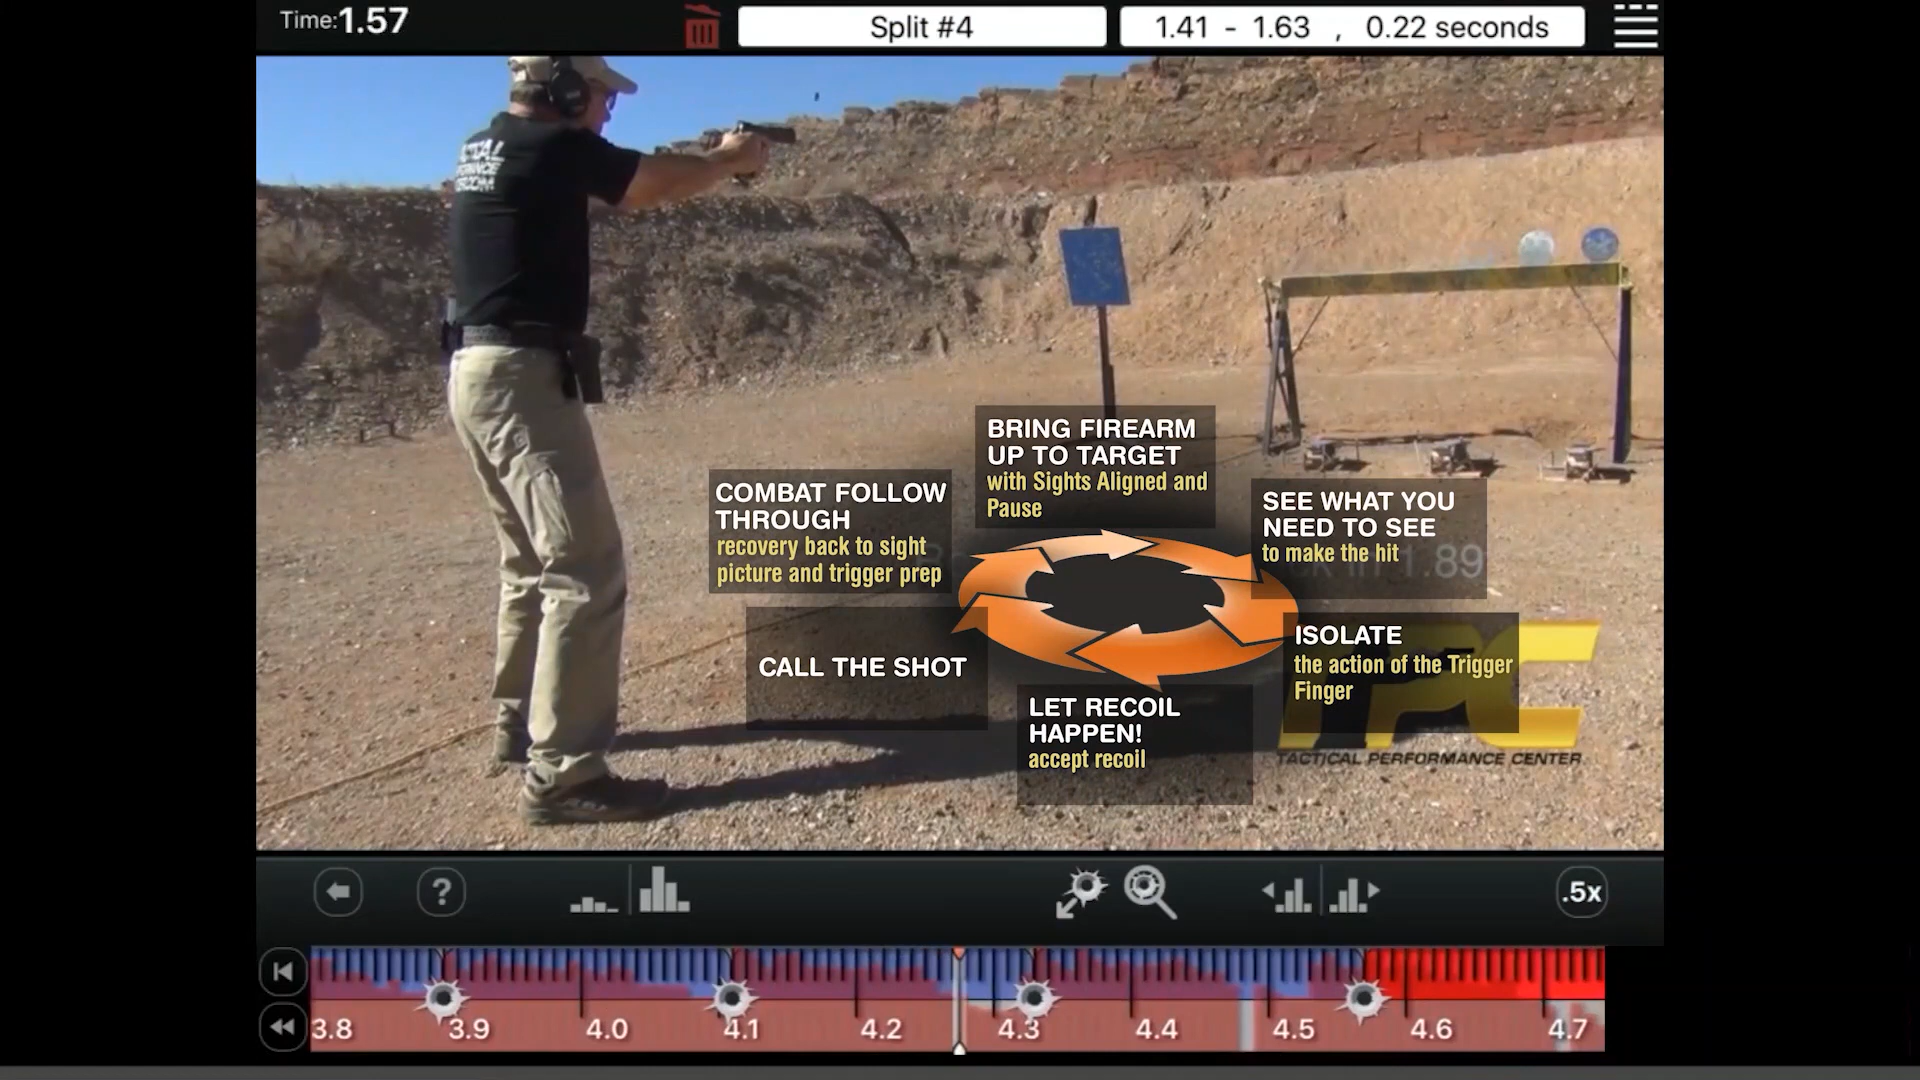 Time:1.57
Split #4
1.41 - 1.63 , 0.22 seconds
BRING FIREARM
UP TO TARGET
with Sights Aligned and
Pause
COMBAT FOLLOW
THROUGH
recovery back to sight
picture and trigger prep
SEE WHAT YOU
NEED TO SEE
to make the hit
1.89
CALL THE SHOT
ISOLATE
the action of the Trigger
Finger
LET RECOIL
HAPPEN!
accept recoil
TPC
TACTICAL PERFORMANCE CENTER
?
.5x
3.8 3.9 4.0 4.1 4.2 4.3 4.4 4.5 4.6 4.7